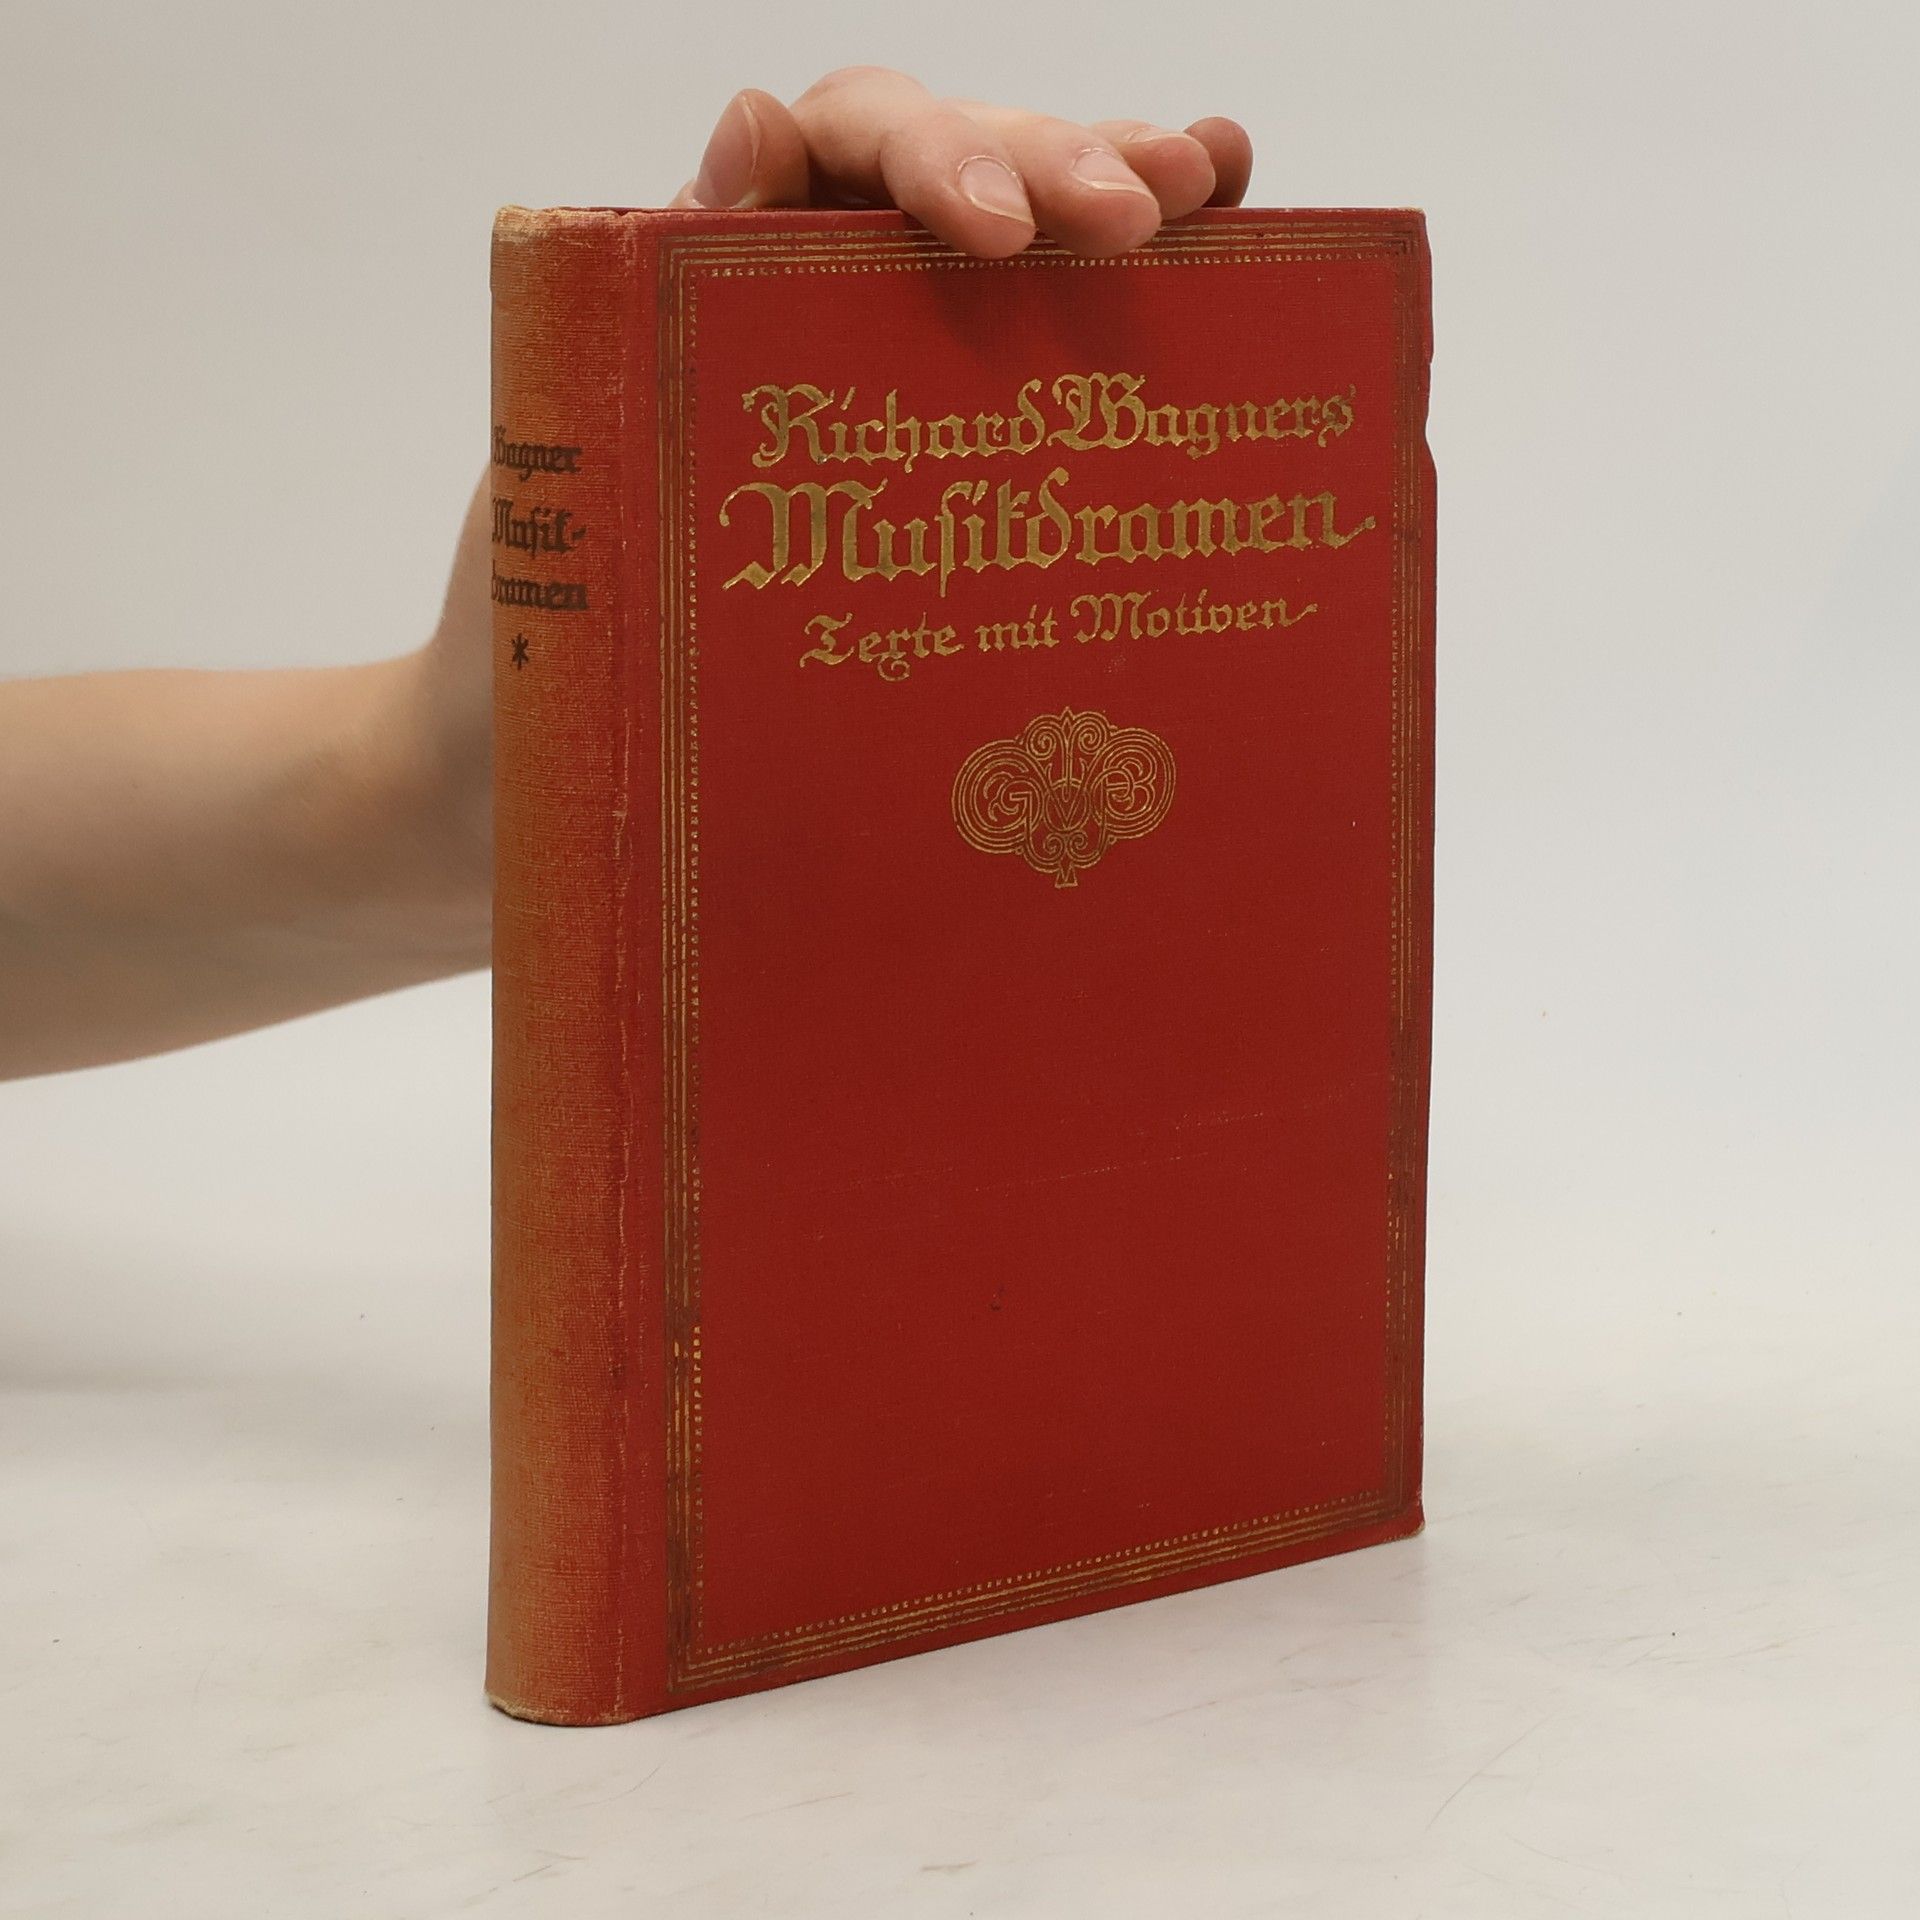 Richard Wagners
Musikdramen
Texte mit Motiven
Wagner
Musik-
dramen
*